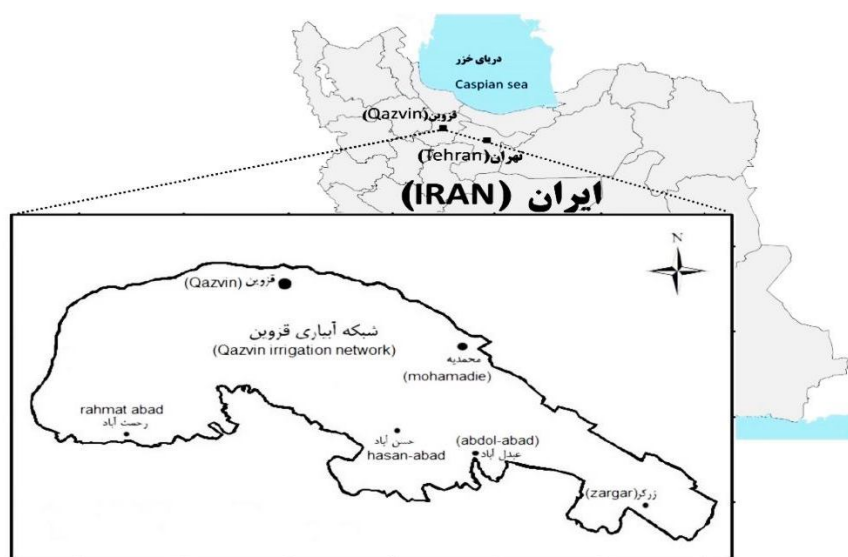 دریای خزر
Caspian sea
(Qazvin)قزوین
(Tehran)تهران
ایران (IRAN)
N
(Qazvin) قزوین
شبکه آبیاری قزوین
(Qazvin irrigation network)
محمدیه
(mohamadie)
rahmat abad
رحمت آباد
حسن آباد
hasan-abad
(abdol-abad)
عبدل آباد
(zargar)زرگر